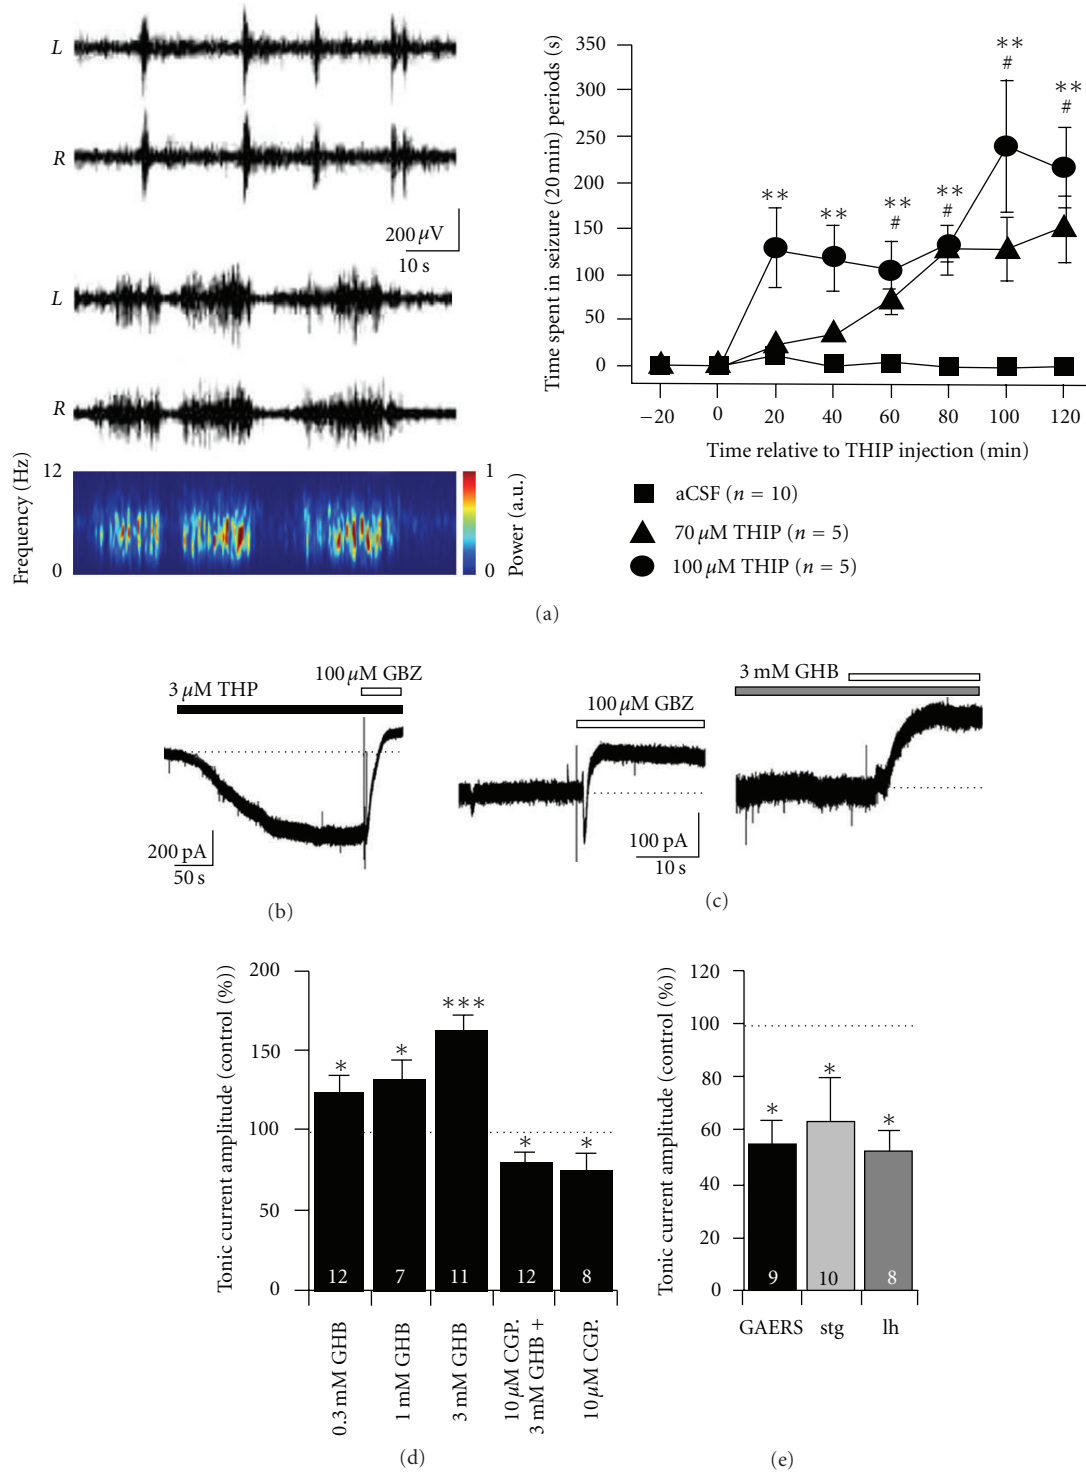 L
R
200 µV
10 s
L
R
Frequency (Hz)
12
0
1
0
Power (a.u.)
Time spent in seizure (20 min) periods (s)
350
300
250
200
150
100
50
0
** ** ** # ** # ** # ** #
−20 0 20 40 60 80 100 120
Time relative to THIP injection (min)
aCSF (n = 10)
70 µM THIP (n = 5)
100 µM THIP (n = 5)
(a)
3 µM THP
100 µM GBZ
200 pA
50 s
(b)
100 µM GBZ
3 mM GHB
100 pA
10 s
(c)
Tonic current amplitude (control (%))
200
150
100
50
0
* * *** * *
12 7 11 12 8
0.3 mM GHB
1 mM GHB
3 mM GHB
10 µM CGP.
3 mM GHB +
10 µM CGP.
(d)
Tonic current amplitude (control (%))
120
100
80
60
40
20
0
* * *
9 10 8
GAERS stg lh
(e)